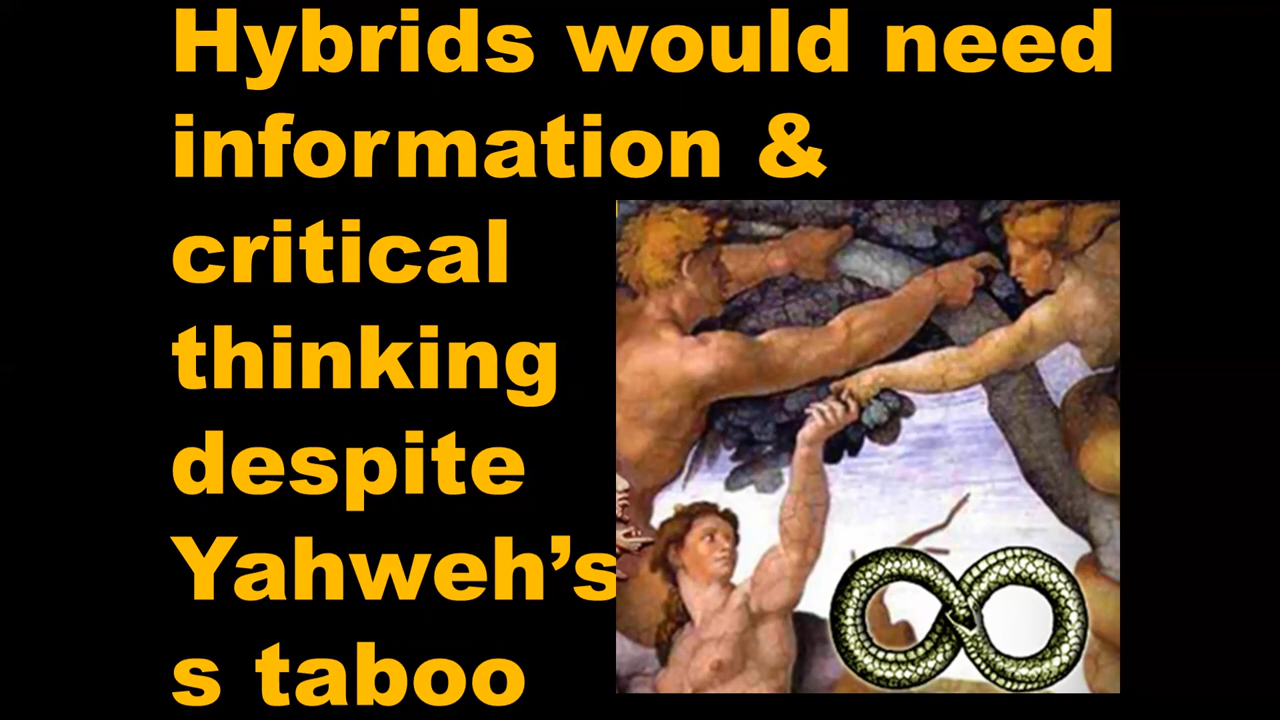 Hybrids would need
information &
critical
thinking
despite
Yahweh’s
s taboo